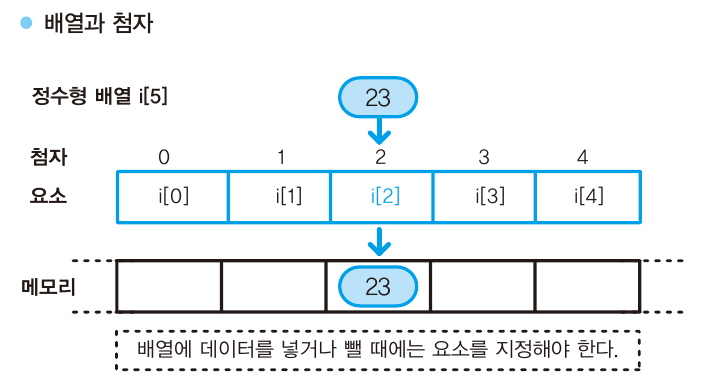 배열과 첨자
정수형 배열 i[5] 23
첨자 0 1 2 3 4
요소 i[0] i[1] i[2] i[3] i[4]
메모리 23
배열에 데이터를 넣거나 뺄 때에는 요소를 지정해야 한다.